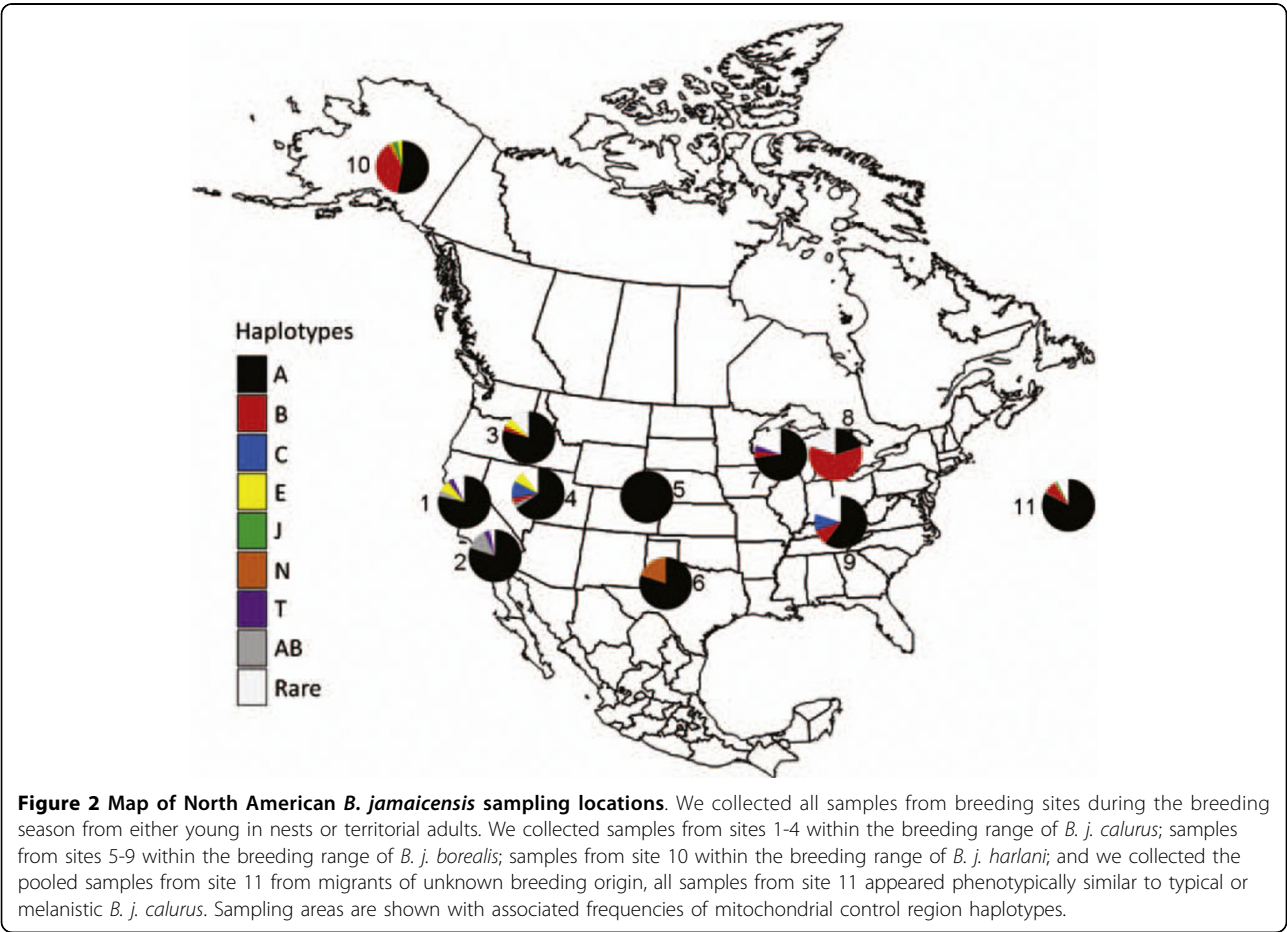 10
Haplotypes
A
B
C
E
J
N
T
AB
Rare
8
3
7
1
4
5
11
2
9
6
Figure 2 Map of North American B. jamaicensis sampling locations. We collected all samples from breeding sites during the breeding
season from either young in nests or territorial adults. We collected samples from sites 1-4 within the breeding range of B. j. calurus; samples
from sites 5-9 within the breeding range of B. j. borealis; samples from site 10 within the breeding range of B. j. harlani; and we collected the
pooled samples from site 11 from migrants of unknown breeding origin, all samples from site 11 appeared phenotypically similar to typical or
melanistic B. j. calurus. Sampling areas are shown with associated frequencies of mitochondrial control region haplotypes.